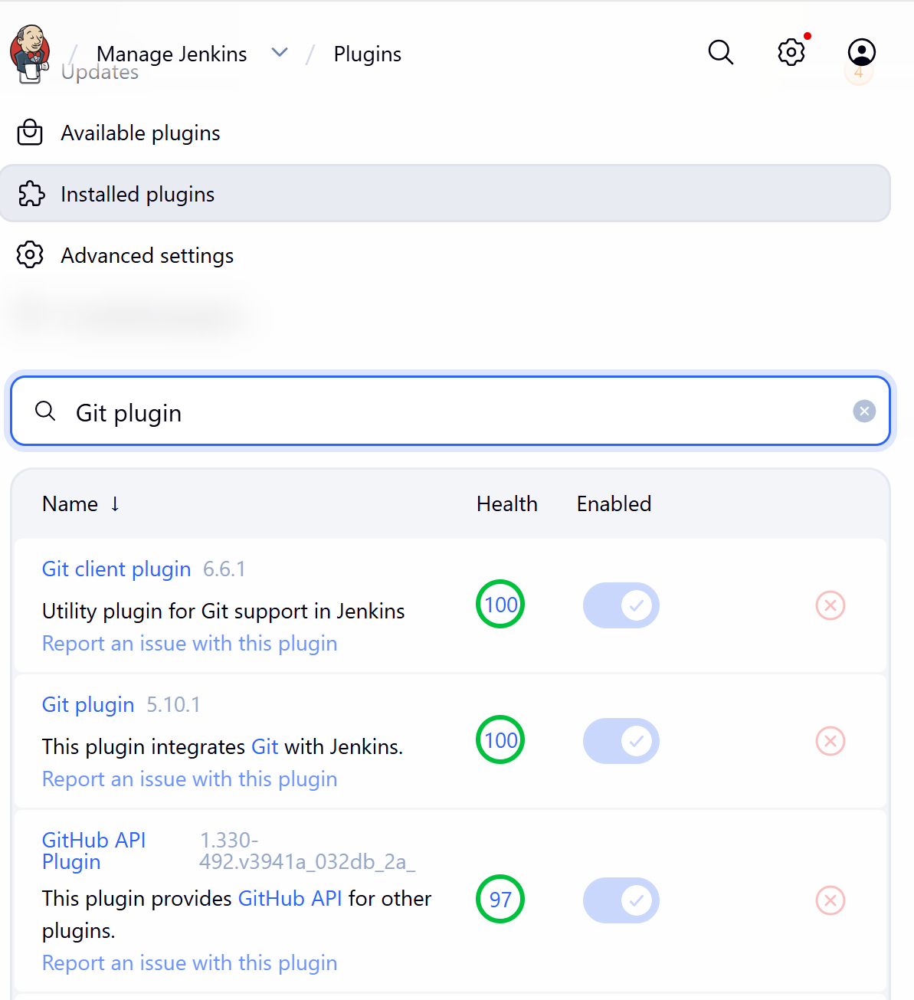 / Manage Jenkins / Plugins
Updates
4
Available plugins
Installed plugins
Advanced settings
Git plugin
Name ↓ Health Enabled
Git client plugin 6.6.1
Utility plugin for Git support in Jenkins
Report an issue with this plugin
100
Git plugin 5.10.1
This plugin integrates Git with Jenkins.
Report an issue with this plugin
100
GitHub API
Plugin
1.330-
492.v3941a_032db_2a_
This plugin provides GitHub API for other
plugins.
Report an issue with this plugin
97